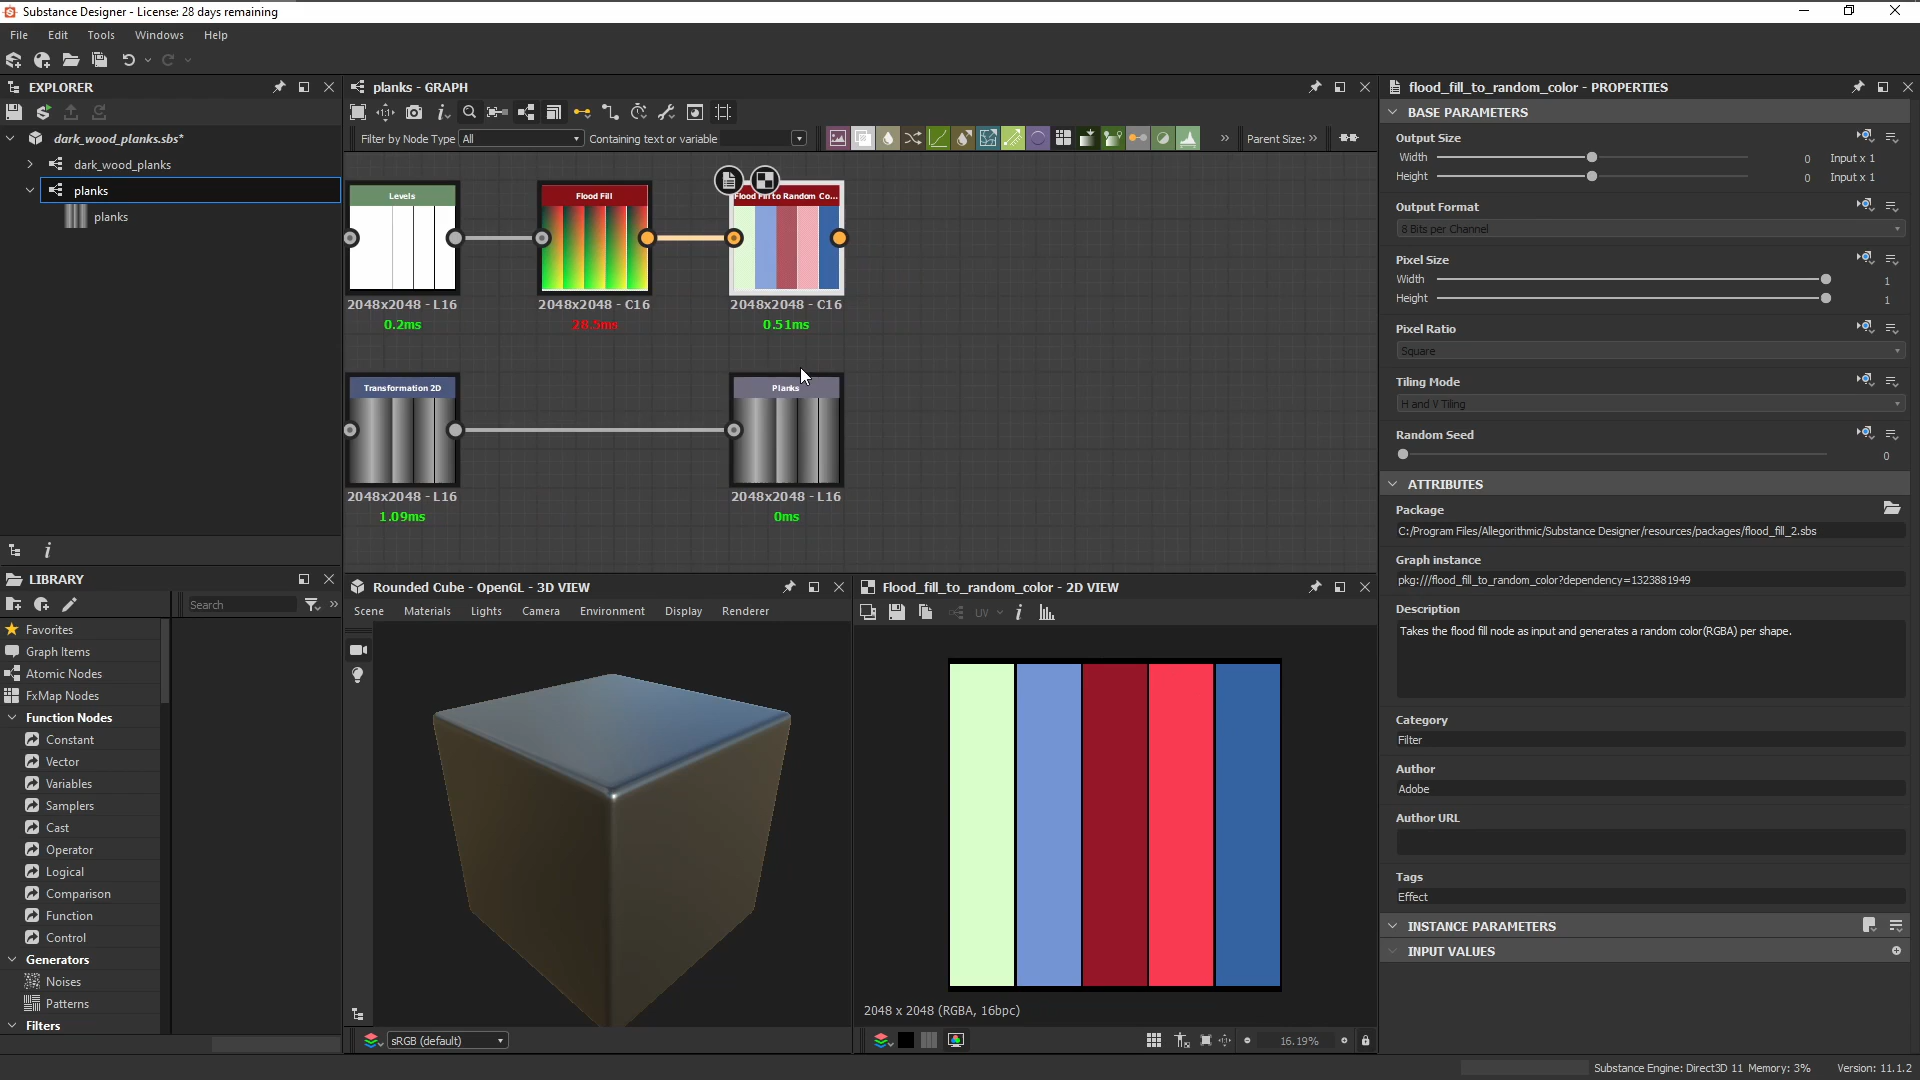 Substance Designer - License: 28 days remaining
File Edit Tools Windows Help
EXPLORER
dark_wood_planks.sbs*
dark_wood_planks
planks
planks
LIBRARY
Search
Favorites
Graph Items
Atomic Nodes
FxMap Nodes
Function Nodes
Constant
Vector
Variables
Samplers
Cast
Operator
Logical
Comparison
Function
Control
Generators
Noises
Patterns
Filters
planks - GRAPH
Filter by Node Type All Containing text or variable Parent Size:
Levels
2048x2048 - L16
0.2ms
Flood Fill
2048x2048 - C16
28.5ms
Flood Fill to Random Co...
2048x2048 - C16
0.51ms
Transformation 2D
2048x2048 - L16
1.09ms
Planks
2048x2048 - L16
0ms
Rounded Cube - OpenGL - 3D VIEW
Scene Materials Lights Camera Environment Display Renderer
sRGB (default)
Flood_fill_to_random_color - 2D VIEW
UV
2048 x 2048 (RGBA, 16bpc)
16.19%
flood_fill_to_random_color - PROPERTIES
BASE PARAMETERS
Output Size
Width 0 Input x 1
Height 0 Input x 1
Output Format
8 Bits per Channel
Pixel Size
Width 1
Height 1
Pixel Ratio
Square
Tiling Mode
H and V Tiling
Random Seed
0
ATTRIBUTES
Package
C:/Program Files/Allegorithmic/Substance Designer/resources/packages/flood_fill_2.sbs
Graph instance
pkg:///flood_fill_to_random_color?dependency=1323881949
Description
Takes the flood fill node as input and generates a random color(RGBA) per shape.
Category
Filter
Author
Adobe
Author URL
Tags
Effect
INSTANCE PARAMETERS
INPUT VALUES
Substance Engine: Direct3D 11 Memory: 3% Version: 11.1.2